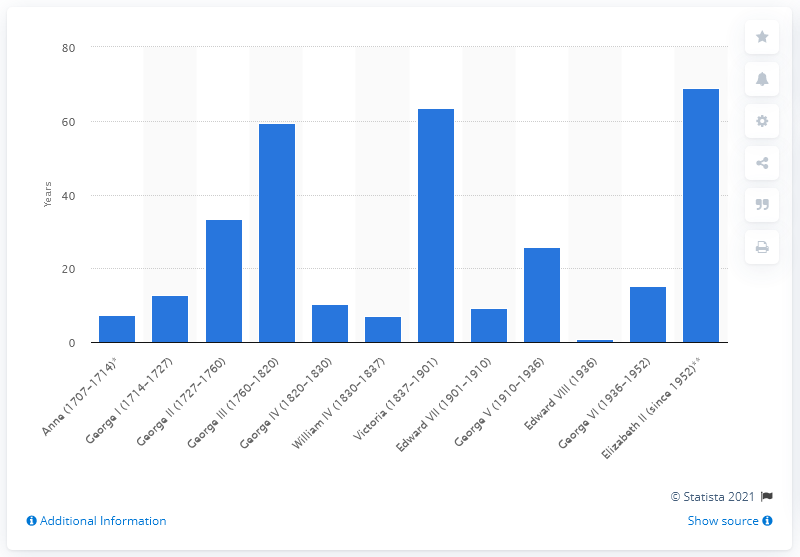 80
60
40
20
0
Years
Anne (1707–1714)*
George I (1714–1727)
George II (1727–1760)
George III (1760–1820)
George IV (1820–1830)
William IV (1830–1837)
Victoria (1837–1901)
Edward VII (1901–1910)
George V (1910–1936)
Edward VIII (1936)
George VI (1936–1952)
Elizabeth II (since 1952)**
© Statista 2021
Additional Information
Show source